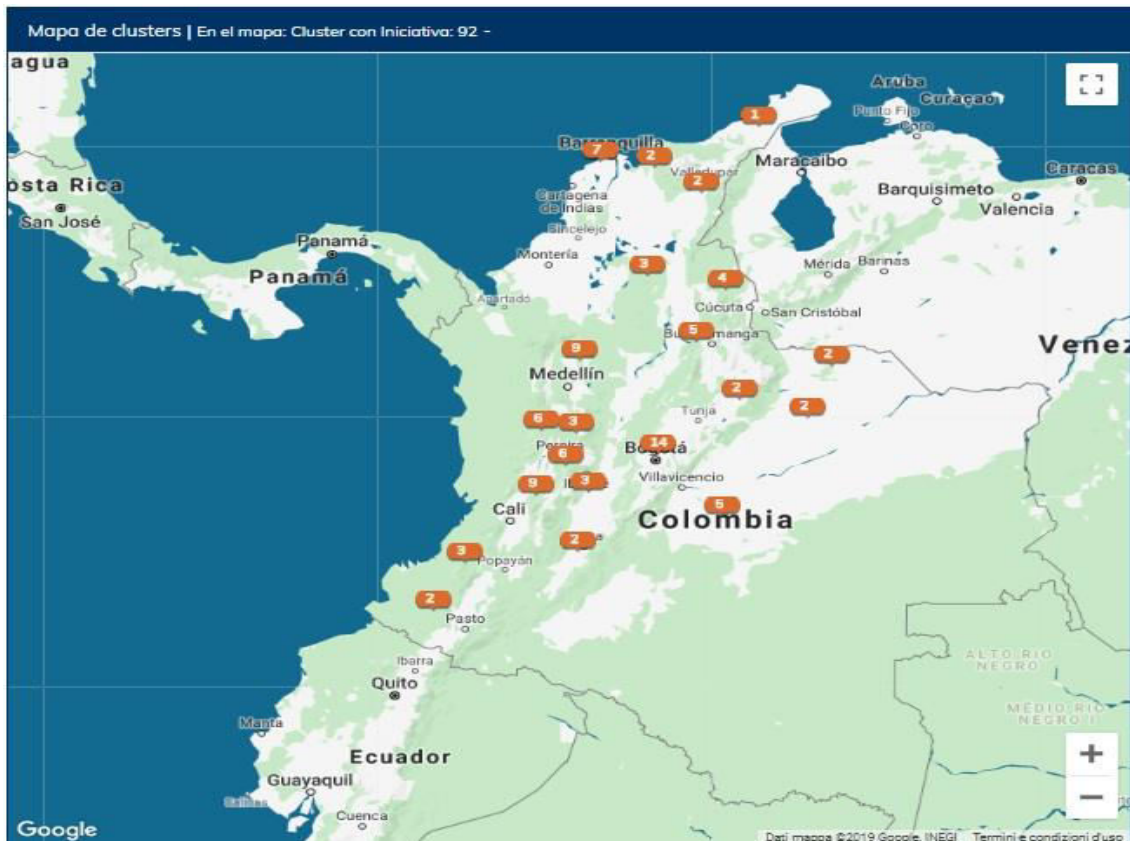 Mapa de clusters | En el mapa: Cluster con Iniciativa: 92 -
agua
Aruba
Curaçao
Punto Fijo
Coro
1
Barranquilla
7
2
Maracaibo
Caracas
Valledupar
2
osta Rica
Cartagena
de Indias
Barquisimeto
Valencia
San José
Sincelejo
Panamá
Montería
3
Mérida
Barinas
Panamá
4
Apartadó
Cúcuta
San Cristóbal
5
Bucaramanga
9
2
Venez
Medellín
2
2
6
3
Tunja
Pereira
14
Bogotá
6
9
3
Villavicencio
Cali
5
Colombia
2
3
Popayán
2
Pasto
Ibarra
ALTO RIO
NEGRO
Quito
MEDIO RIO
NEGRO I
Manta
Ecuador
+
Guayaquil
Salinas
−
Cuenca
Google
Dati mappa ©2019 Google, INEGI
Termini e condizioni d'uso